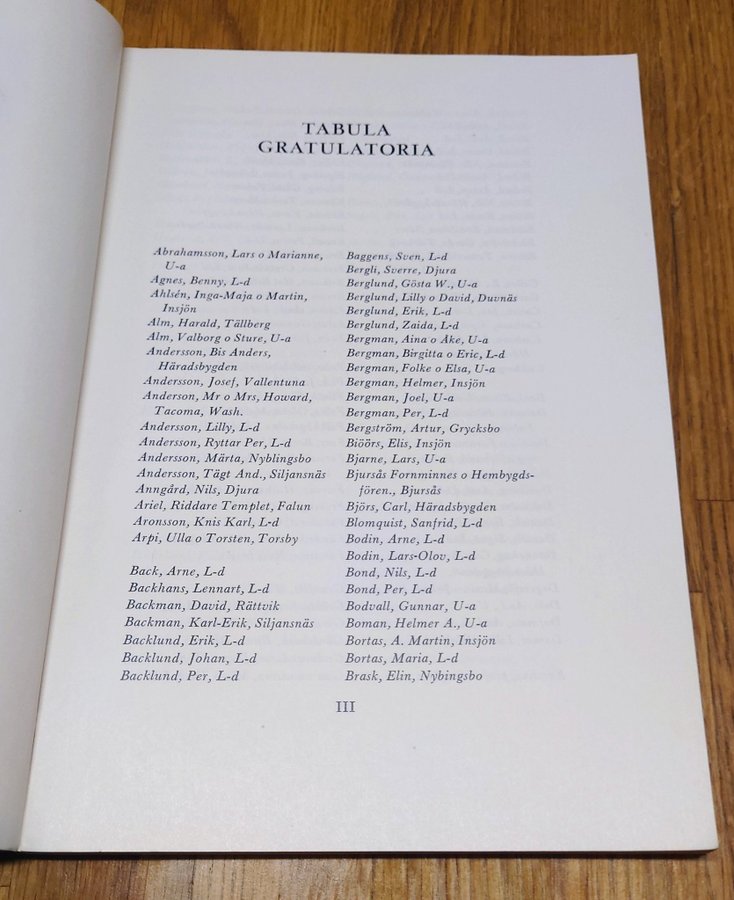 TABULA
GRATULATORIA
Abrahamsson, Lars o Marianne,
U-a
Agnes, Benny, L-d
Ahlsén, Inga-Maja o Martin,
Insjön
Alm, Harald, Tällberg
Alm, Valborg o Sture, U-a
Andersson, Bis Anders,
Häradsbygden
Andersson, Josef, Vallentuna
Anderson, Mr o Mrs, Howard,
Tacoma, Wash.
Andersson, Lilly, L-d
Andersson, Ryttar Per, L-d
Andersson, Märta, Nyblingsbo
Andersson, Tägt And., Siljansnäs
Anngård, Nils, Djura
Ariel, Riddare Templet, Falun
Aronsson, Knis Karl, L-d
Arpi, Ulla o Torsten, Torsby
Back, Arne, L-d
Backhans, Lennart, L-d
Backman, David, Rättvik
Backman, Karl-Erik, Siljansnäs
Backlund, Erik, L-d
Backlund, Johan, L-d
Backlund, Per, L-d
Baggens, Sven, L-d
Bergli, Sverre, Djura
Berglund, Gösta W., U-a
Berglund, Lilly o David, Duvnäs
Berglund, Erik, L-d
Berglund, Zaida, L-d
Bergman, Aina o Åke, U-a
Bergman, Birgitta o Eric, L-d
Bergman, Folke o Elsa, U-a
Bergman, Helmer, Insjön
Bergman, Joel, U-a
Bergman, Per, L-d
Bergström, Artur, Grycksbo
Biöörs, Elis, Insjön
Bjarne, Lars, U-a
Bjursås Fornminnes o Hembygds-
fören., Bjursås
Björs, Carl, Häradsbygden
Blomquist, Sanfrid, L-d
Bodin, Arne, L-d
Bodin, Lars-Olov, L-d
Bond, Nils, L-d
Bond, Per, L-d
Bodvall, Gunnar, U-a
Boman, Helmer A., U-a
Bortas, A. Martin, Insjön
Bortas, Maria, L-d
Brask, Elin, Nybingsbo
III